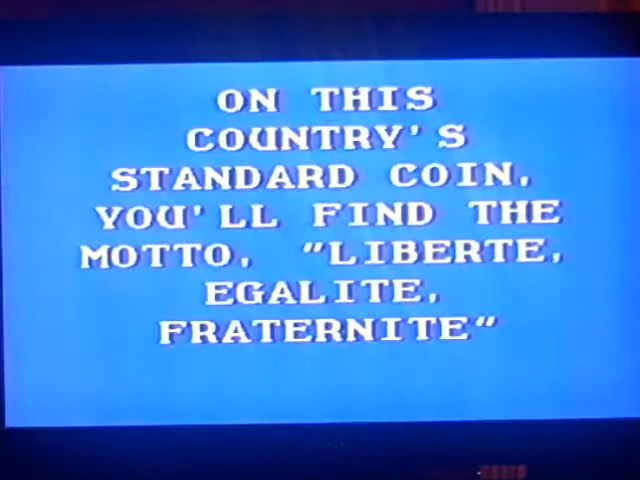 ON THIS
COUNTRY'S
STANDARD COIN,
YOU'LL FIND THE
MOTTO, "LIBERTE,
EGALITE,
FRATERNITE"